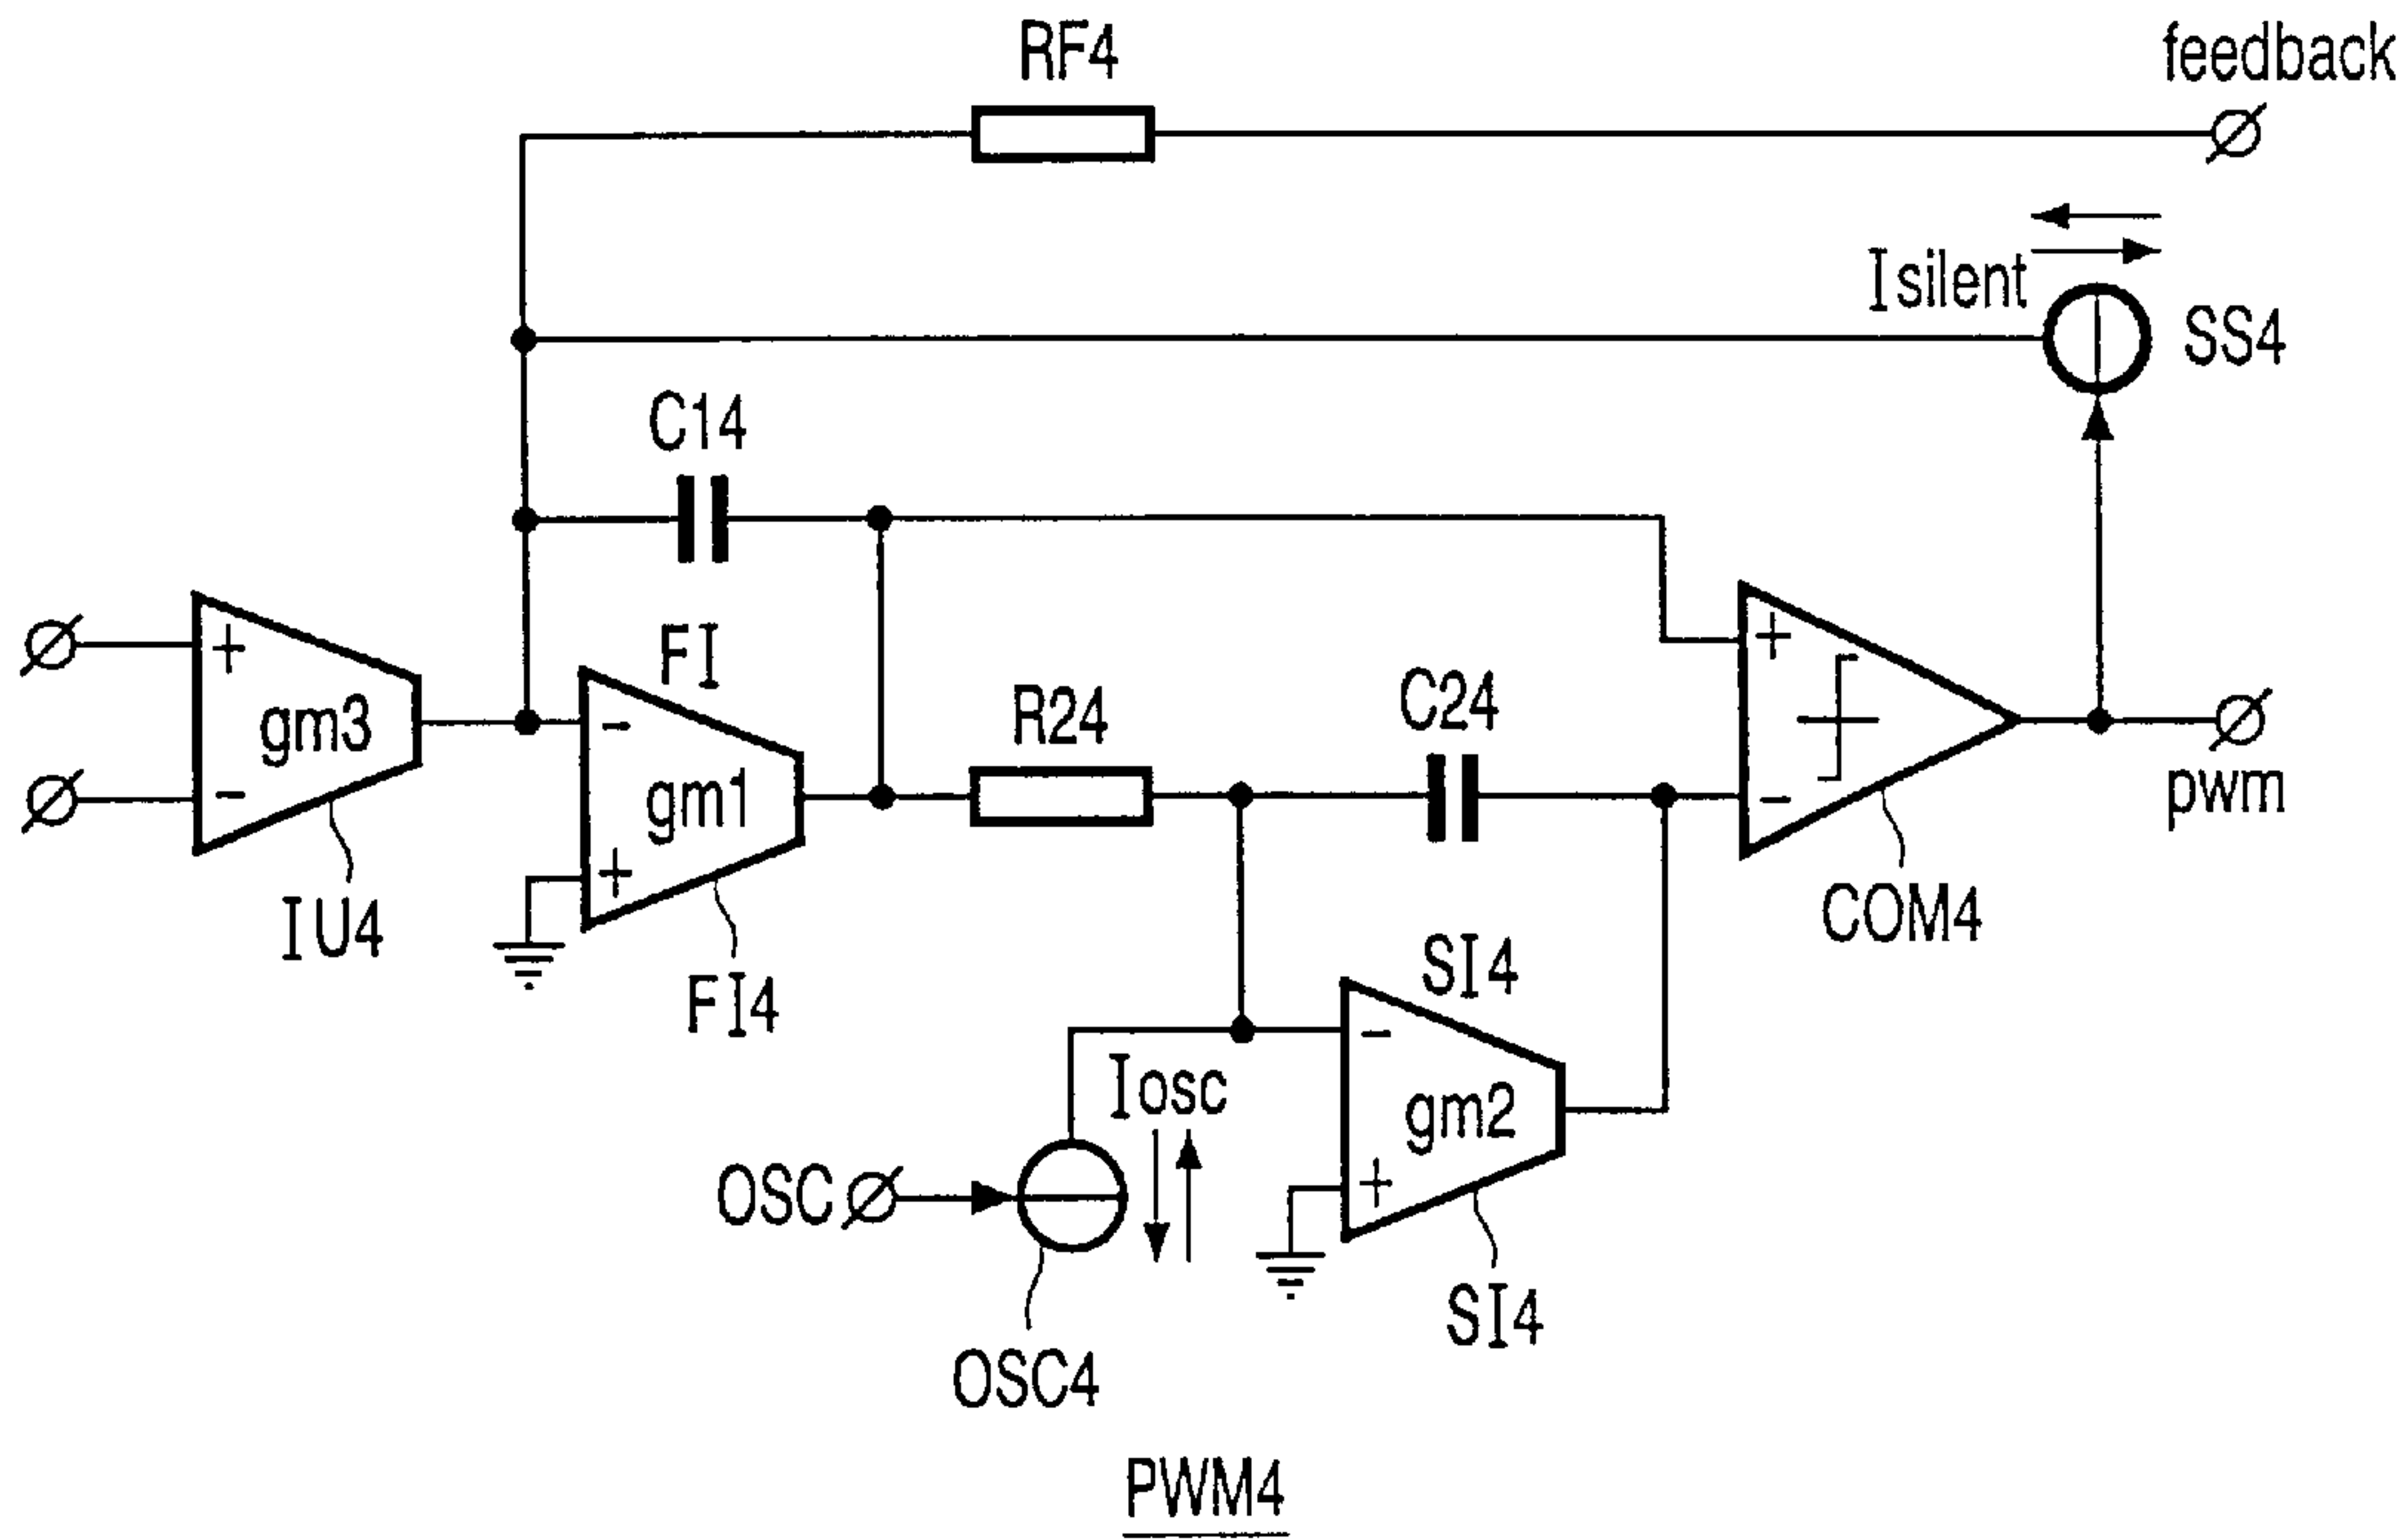 RF4
feedback
Isilent
SS4
C14
+
gm3
-
IU4
FI
-
gm1
+
FI4
R24
C24
+
-
COM4
pwm
SI4
-
gm2
+
SI4
Iosc
OSC
OSC4
PWM4